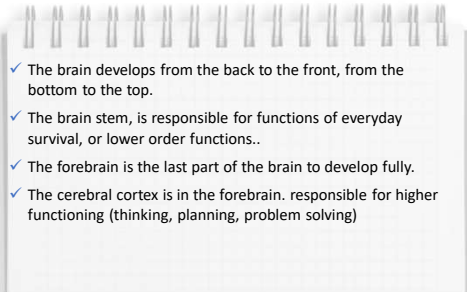 ✓ The brain develops from the back to the front, from the
bottom to the top.
✓ The brain stem, is responsible for functions of everyday
survival, or lower order functions..
✓ The forebrain is the last part of the brain to develop fully.
✓ The cerebral cortex is in the forebrain. responsible for higher
functioning (thinking, planning, problem solving)